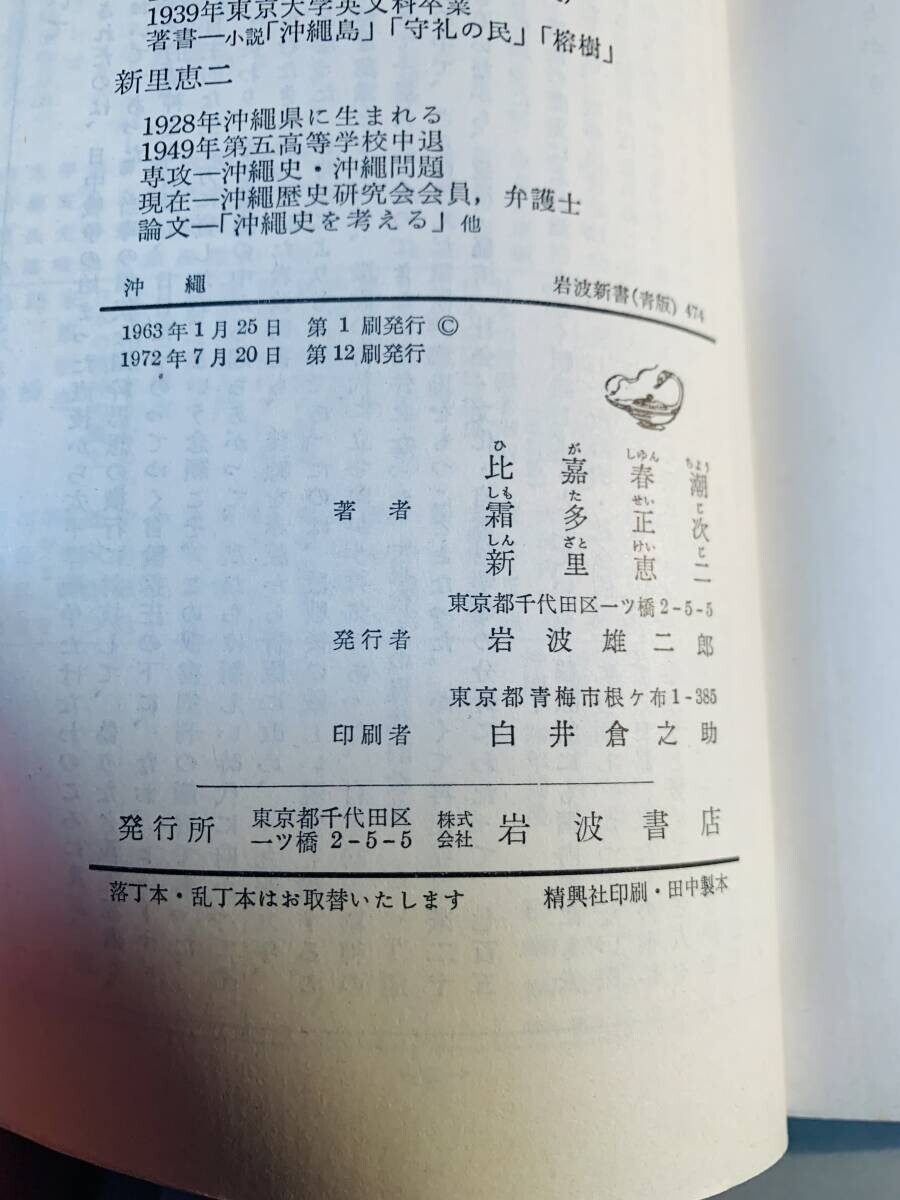 1939年東京大学英文科卒業
著書―小説「沖縄島」「守礼の民」「榕樹」
新里恵二
1928年沖縄県に生まれる
1949年第五高等学校中退
専攻―沖縄史・沖縄問題
現在―沖縄歴史研究会会員，弁護士
論文―「沖縄史を考える」他
沖　縄
岩波新書(青版) 474
1963年1月25日　第1刷発行 ©
1972年7月20日　第12刷発行
ひ　が　しゅん　ちょう
比　嘉　春　潮
しも　た　せい　じ
著　者　霜　多　正　次
しん　ざと　けい　じ
新　里　恵　二
東京都千代田区一ツ橋2-5-5
発行者　岩　波　雄　二　郎
東京都青梅市根ケ布1-385
印刷者　白　井　倉　之　助
発行所　東京都千代田区一ツ橋 2-5-5　株式会社　岩　波　書　店
落丁本・乱丁本はお取替いたします　精興社印刷・田中製本